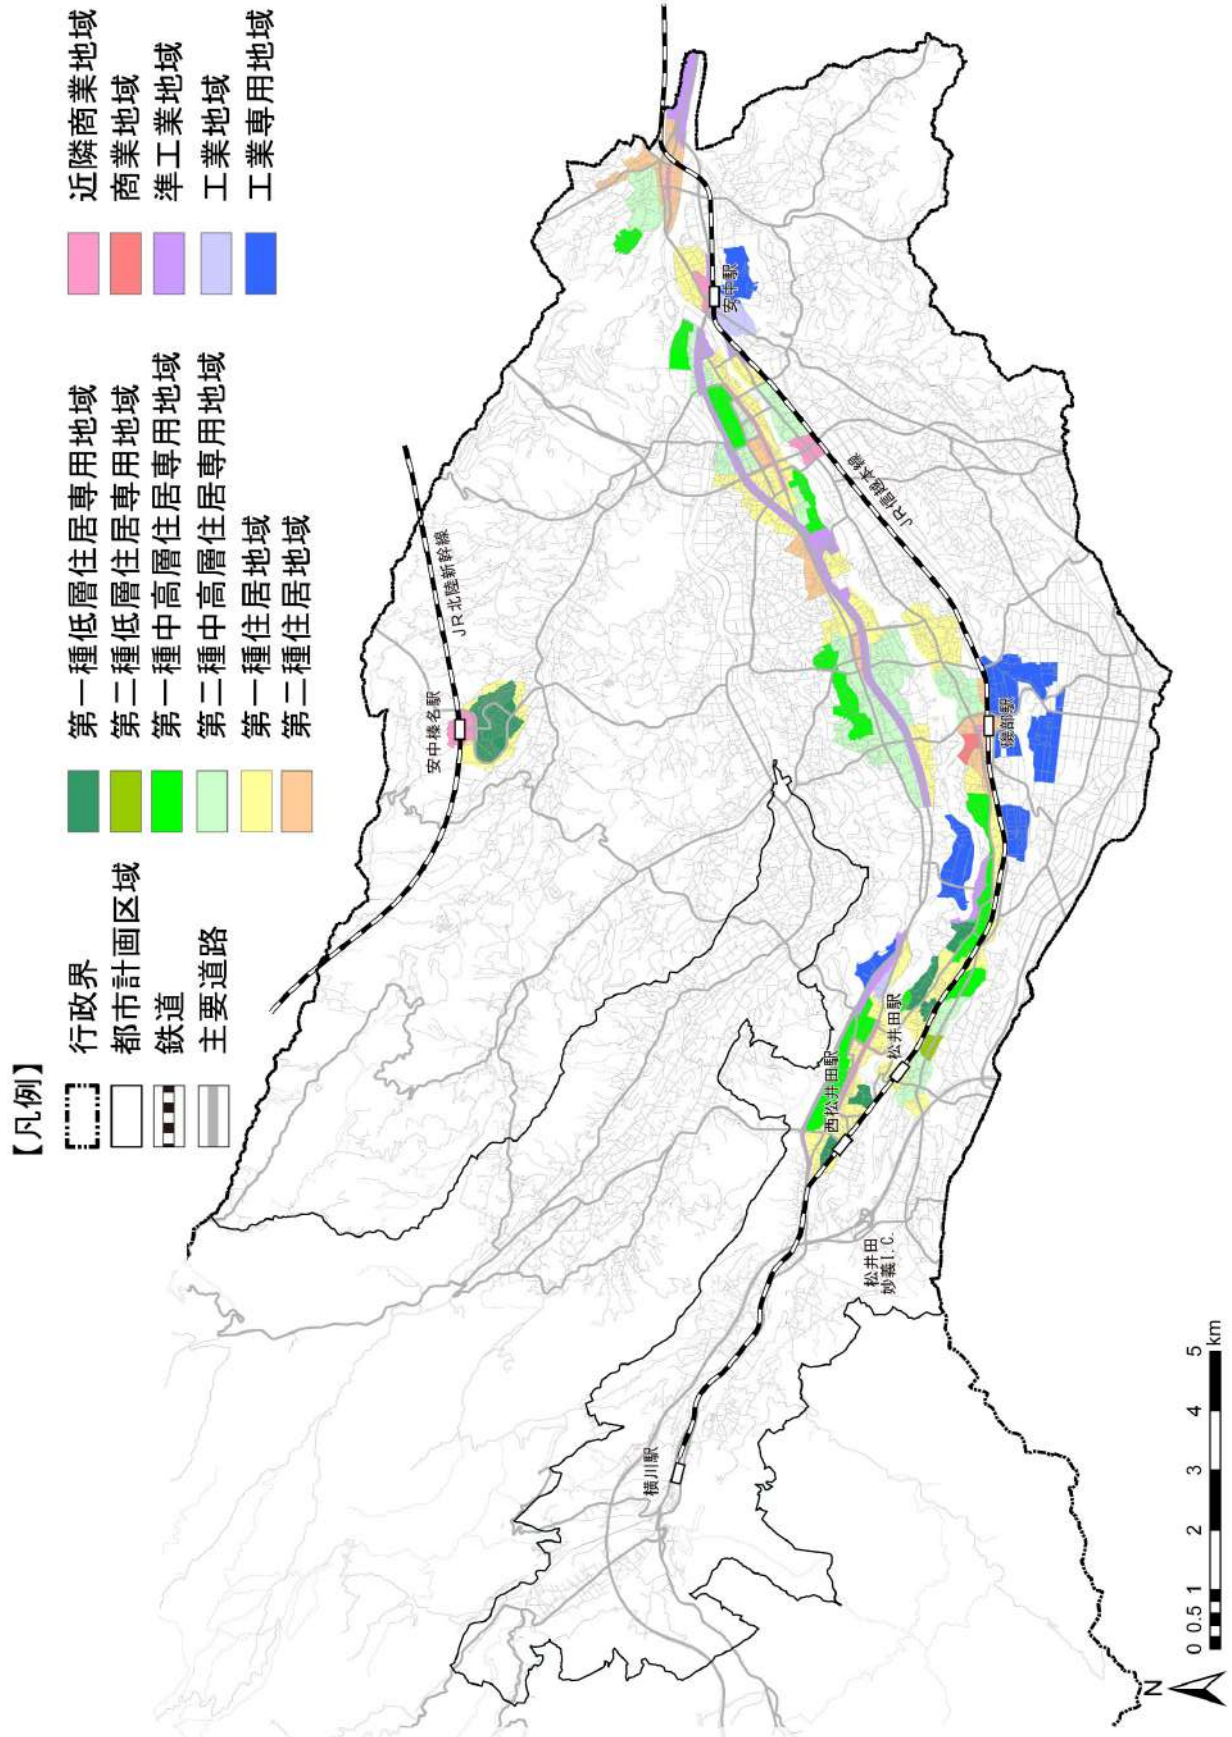 【凡例】
行政界
都市計画区域
鉄道
主要道路
第一種低層住居専用地域
第二種低層住居専用地域
第一種中高層住居専用地域
第二種中高層住居専用地域
第一種住居地域
第二種住居地域
近隣商業地域
商業地域
準工業地域
工業地域
工業専用地域
JR北陸新幹線
安中榛名駅
安中駅
JR信越本線
磯部駅
松井田駅
西松井田駅
松井田
妙義I.C.
横川駅
N
0 0.5 1 2 3 4 5
km